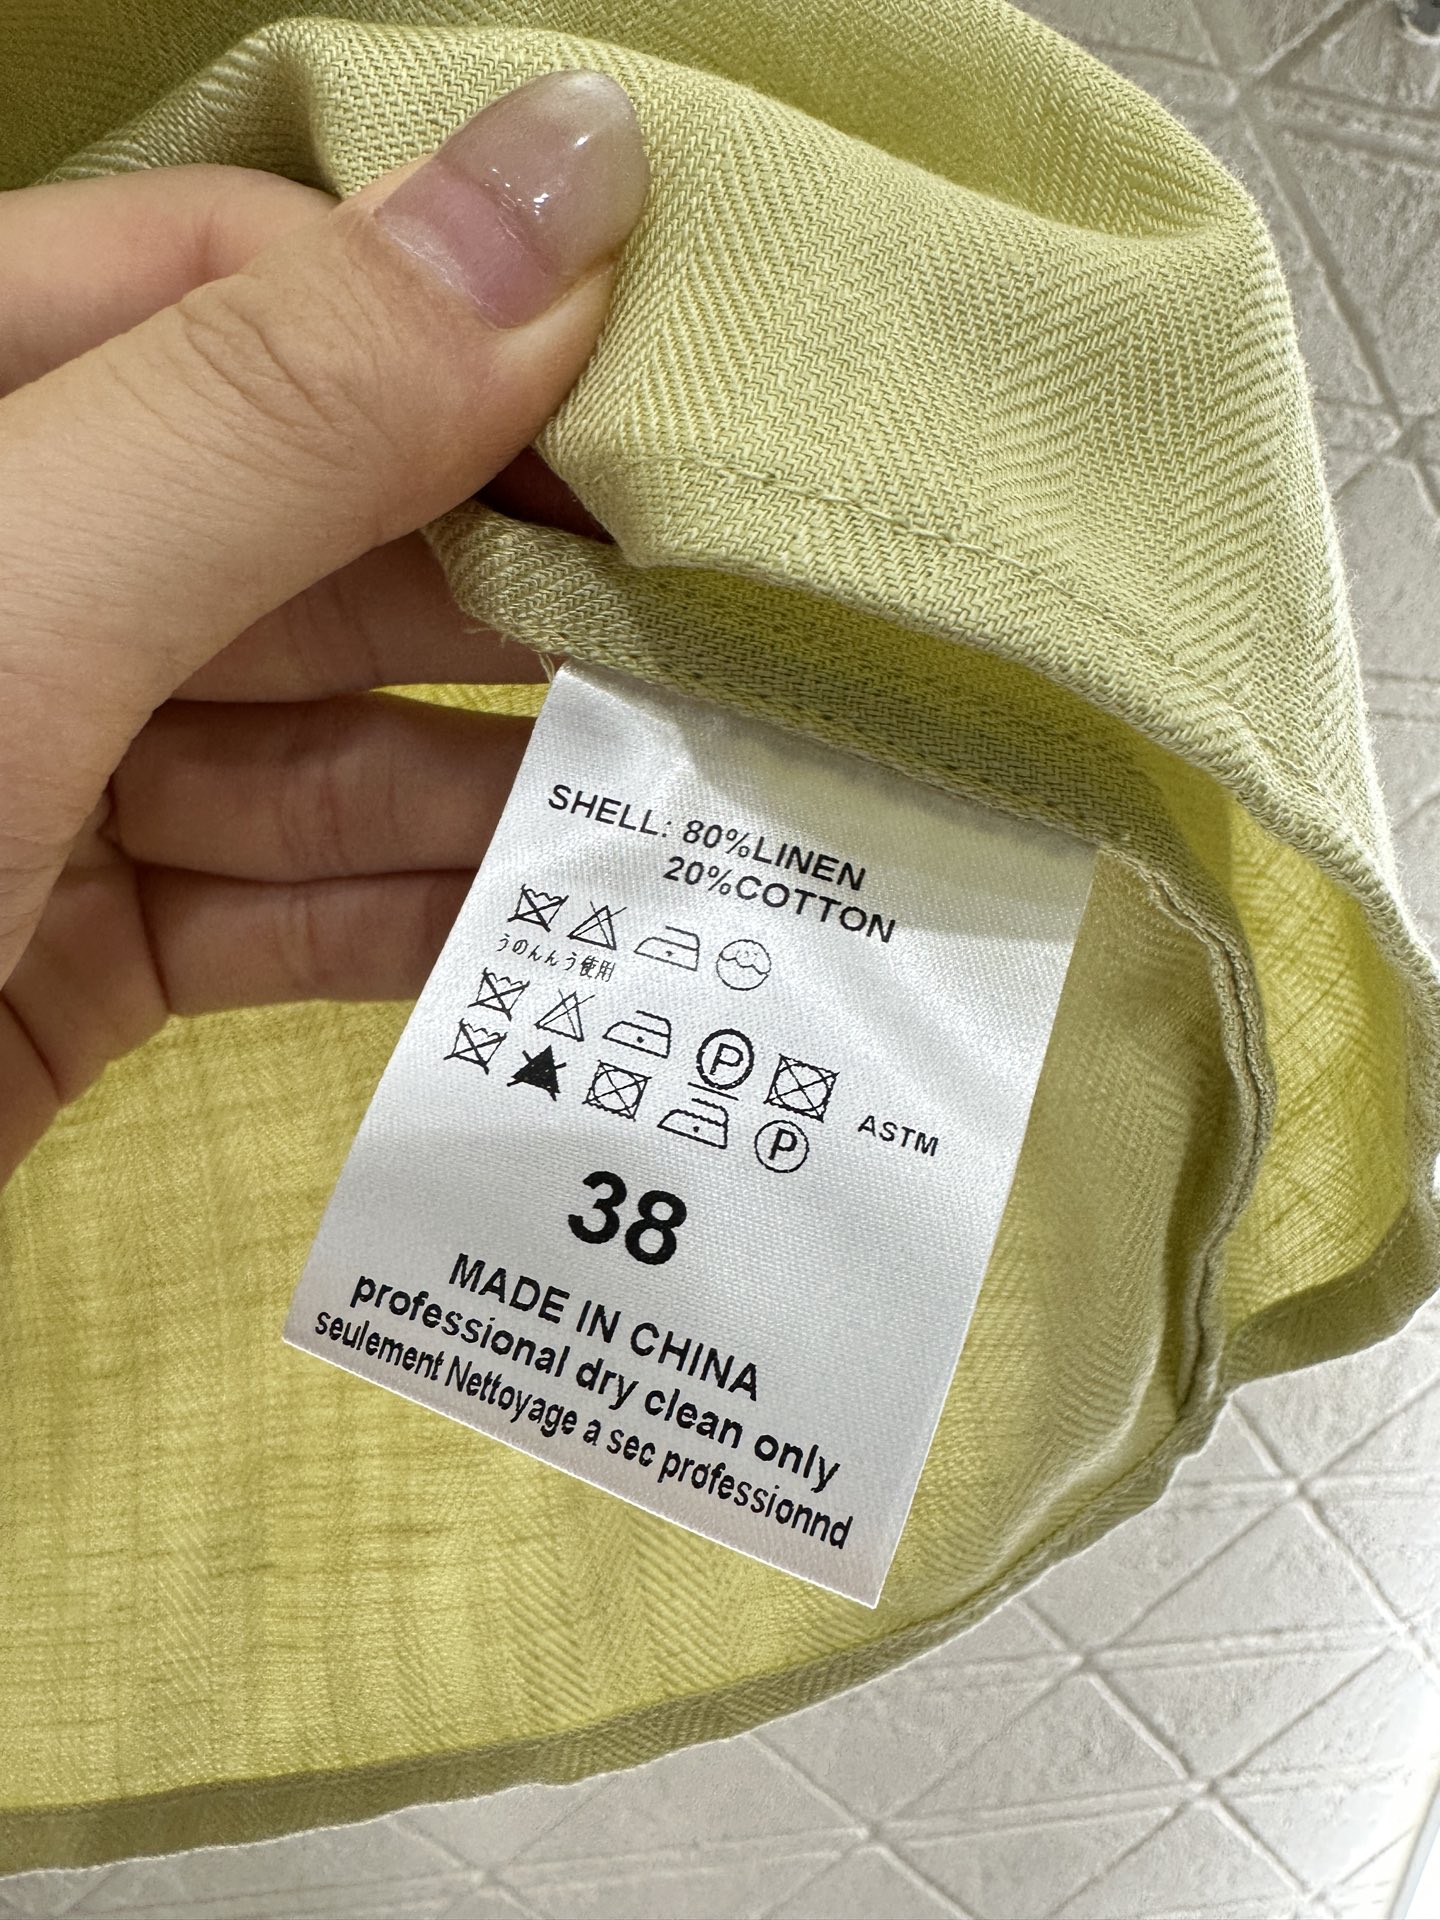 SHELL: 80%LINEN
20%COTTON
うのんんう使用
P
ASTM
P
38
MADE IN CHINA
professional dry clean only
seulement Nettoyage a sec professionnd